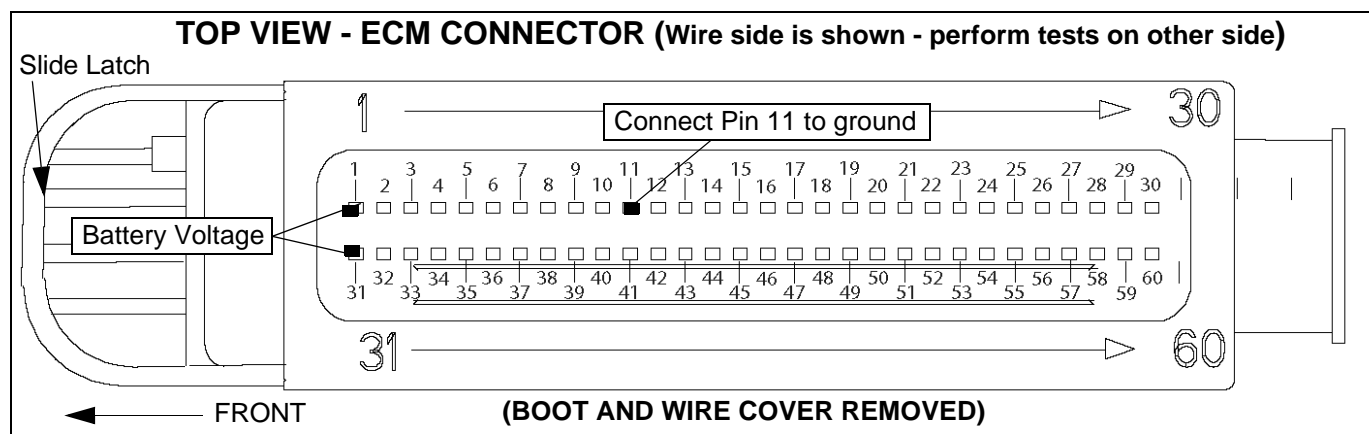 TOP VIEW - ECM CONNECTOR (Wire side is shown - perform tests on other side)
Slide Latch
1 30
Connect Pin 11 to ground
1 3 5 7 9 11 13 15 17 19 21 23 25 27 29
2 4 6 8 10 12 14 16 18 20 22 24 26 28 30
Battery Voltage
32 34 36 38 40 42 44 46 48 50 52 54 56 58 60
31 33 35 37 39 41 43 45 47 49 51 53 55 57 59
31 60
FRONT (BOOT AND WIRE COVER REMOVED)